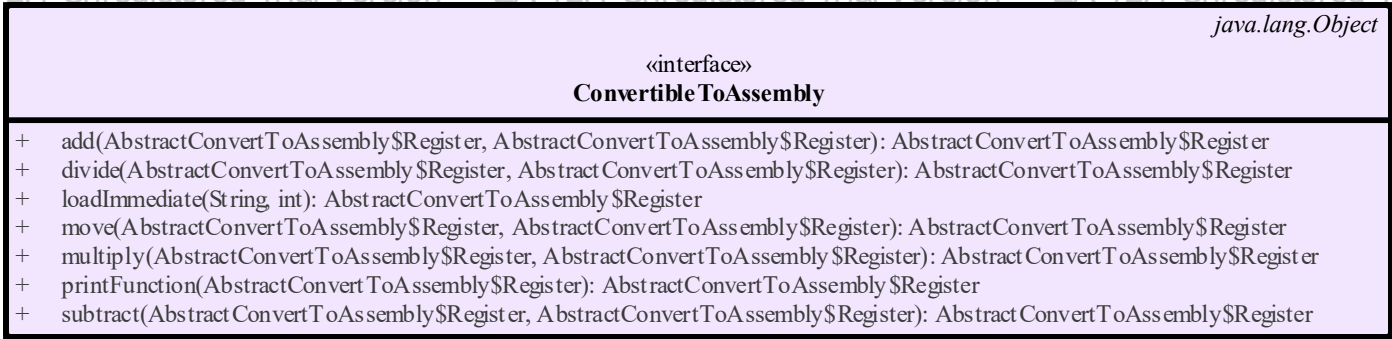 java.lang.Object
«interface»
ConvertibleToAssembly
+ add(AbstractConvertToAssembly$Register, AbstractConvertToAssembly$Register): AbstractConvertToAssembly$Register
+ divide(AbstractConvertToAssembly$Register, AbstractConvertToAssembly$Register): AbstractConvertToAssembly$Register
+ loadImmediate(String, int): AbstractConvertToAssembly$Register
+ move(AbstractConvertToAssembly$Register, AbstractConvertToAssembly$Register): AbstractConvertToAssembly$Register
+ multiply(AbstractConvertToAssembly$Register, AbstractConvertToAssembly$Register): AbstractConvertToAssembly$Register
+ printFunction(AbstractConvertToAssembly$Register): AbstractConvertToAssembly$Register
+ subtract(AbstractConvertToAssembly$Register, AbstractConvertToAssembly$Register): AbstractConvertToAssembly$Register